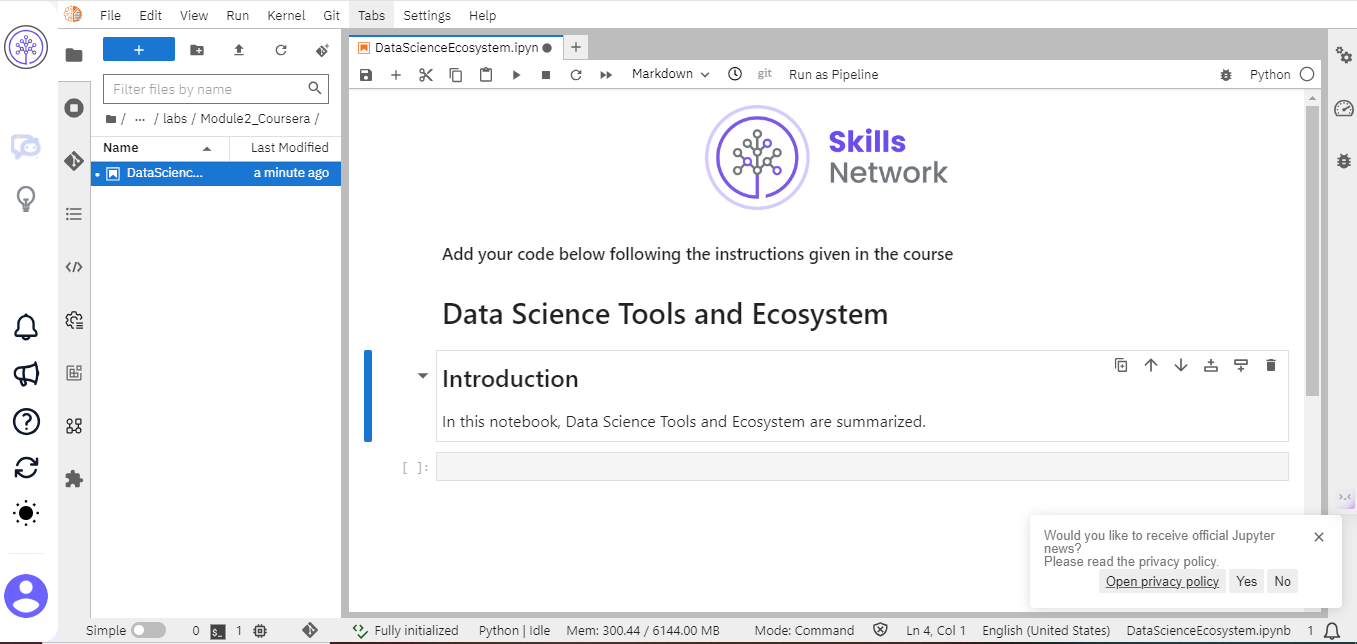 File Edit View Run Kernel Git Tabs Settings Help
+
Filter files by name
/ ... / labs / Module2_Coursera /
Name Last Modified
DataScienc... a minute ago
DataScienceEcosystem.ipyn
Markdown git Run as Pipeline Python
Skills
Network
Add your code below following the instructions given in the course
Data Science Tools and Ecosystem
Introduction
In this notebook, Data Science Tools and Ecosystem are summarized.
[ ]:
Would you like to receive official Jupyter
news?
Please read the privacy policy.
Open privacy policy Yes No
Simple 0 $_ 1 Fully initialized Python | Idle Mem: 300.44 / 6144.00 MB Mode: Command Ln 4, Col 1 English (United States) DataScienceEcosystem.ipynb 1